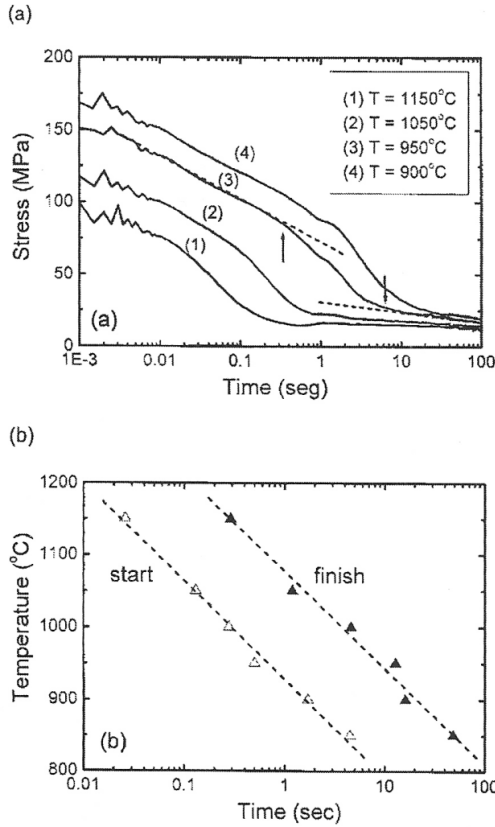 (a)
200
150
100
50
0
Stress (MPa)
(1) T = 1150°C
(2) T = 1050°C
(3) T = 950°C
(4) T = 900°C
(4)
(3)
(2)
(1)
(a)
1E-3 0.01 0.1 1 10 100
Time (seg)
(b)
1200
1100
1000
900
800
Temperature (°C)
start
finish
(b)
0.01 0.1 1 10 100
Time (sec)